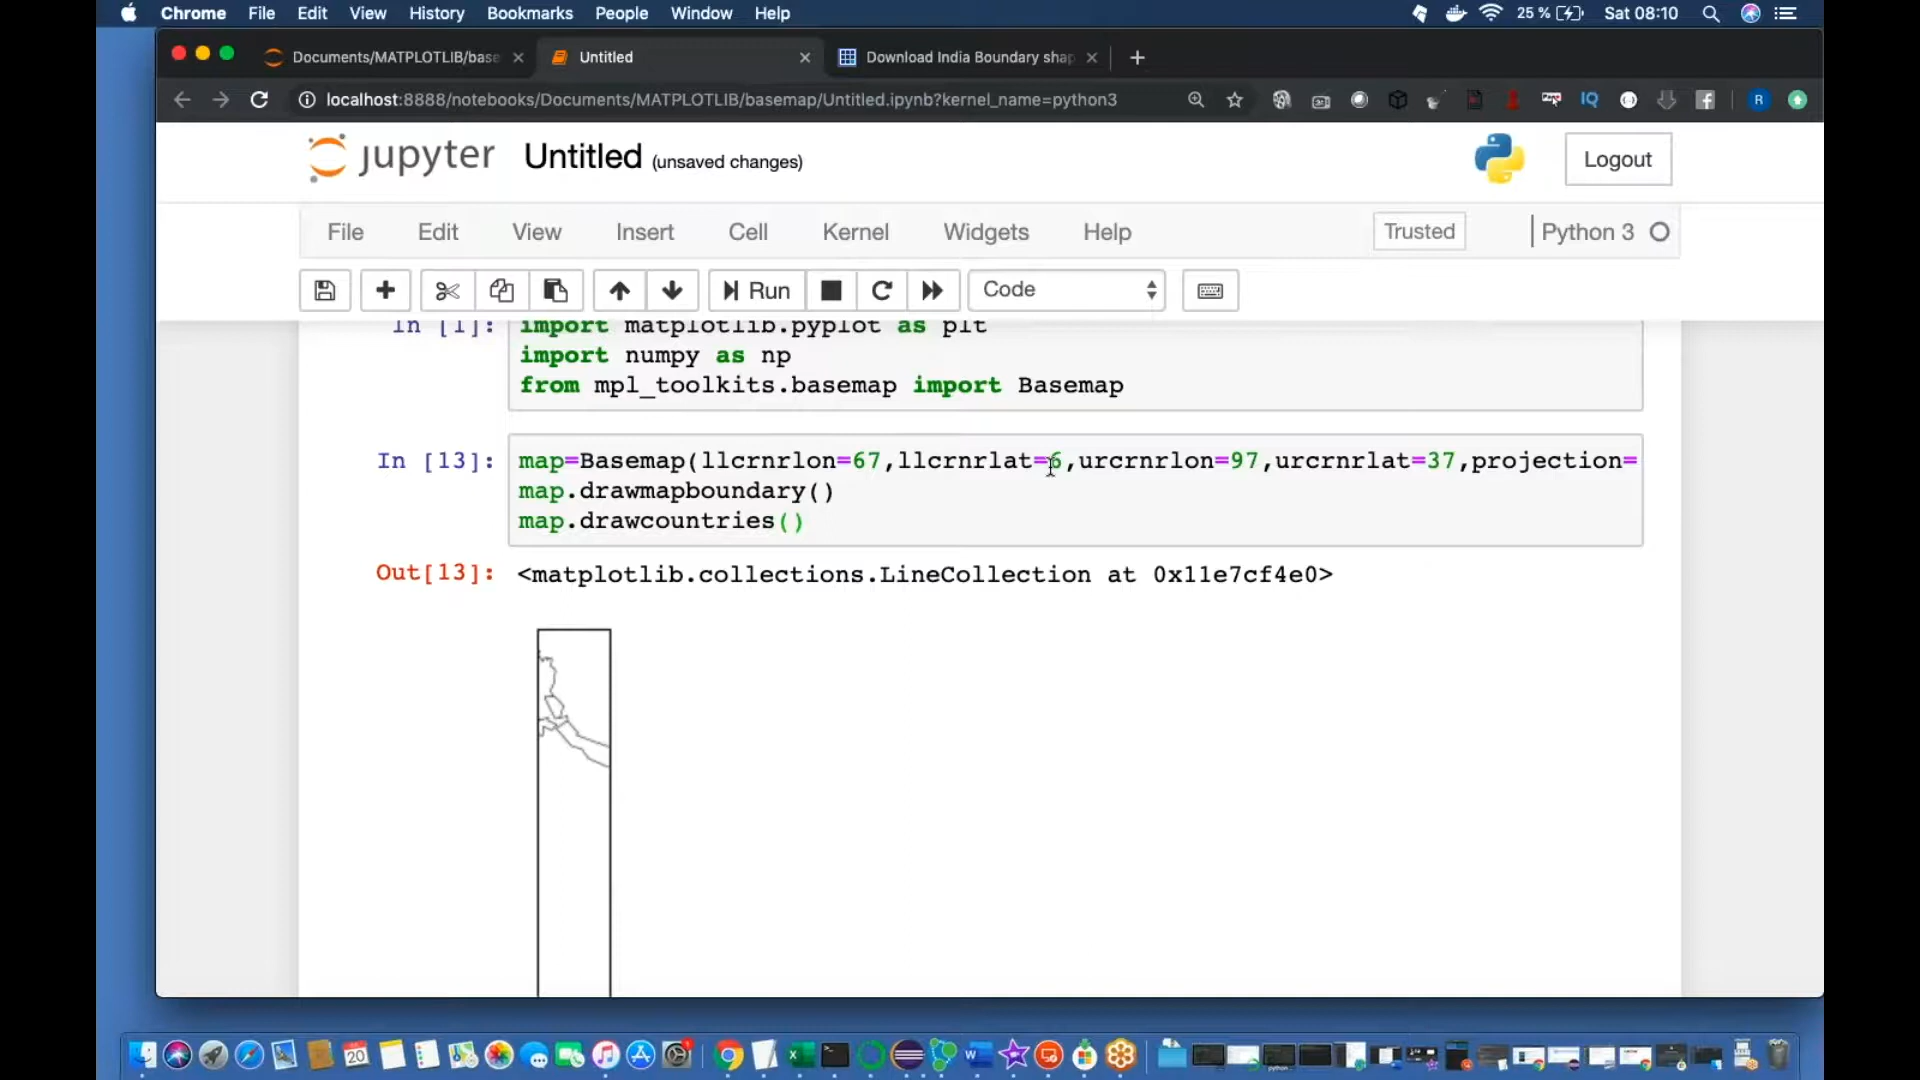 Chrome File Edit View History Bookmarks People Window Help 25 % Sat 08:10
Documents/MATPLOTLIB/base Untitled Download India Boundary shap
localhost:8888/notebooks/Documents/MATPLOTLIB/basemap/Untitled.ipynb?kernel_name=python3 IQ R
jupyter Untitled (unsaved changes) Logout
File Edit View Insert Cell Kernel Widgets Help Trusted Python 3
Run Code
In [1]: import matplotlib.pyplot as plt
import numpy as np
from mpl_toolkits.basemap import Basemap
In [13]: map=Basemap(llcrnrlon=67,llcrnrlat=6,urcrnrlon=97,urcrnrlat=37,projection=
map.drawmapboundary()
map.drawcountries()
Out[13]: <matplotlib.collections.LineCollection at 0x11e7cf4e0>
20